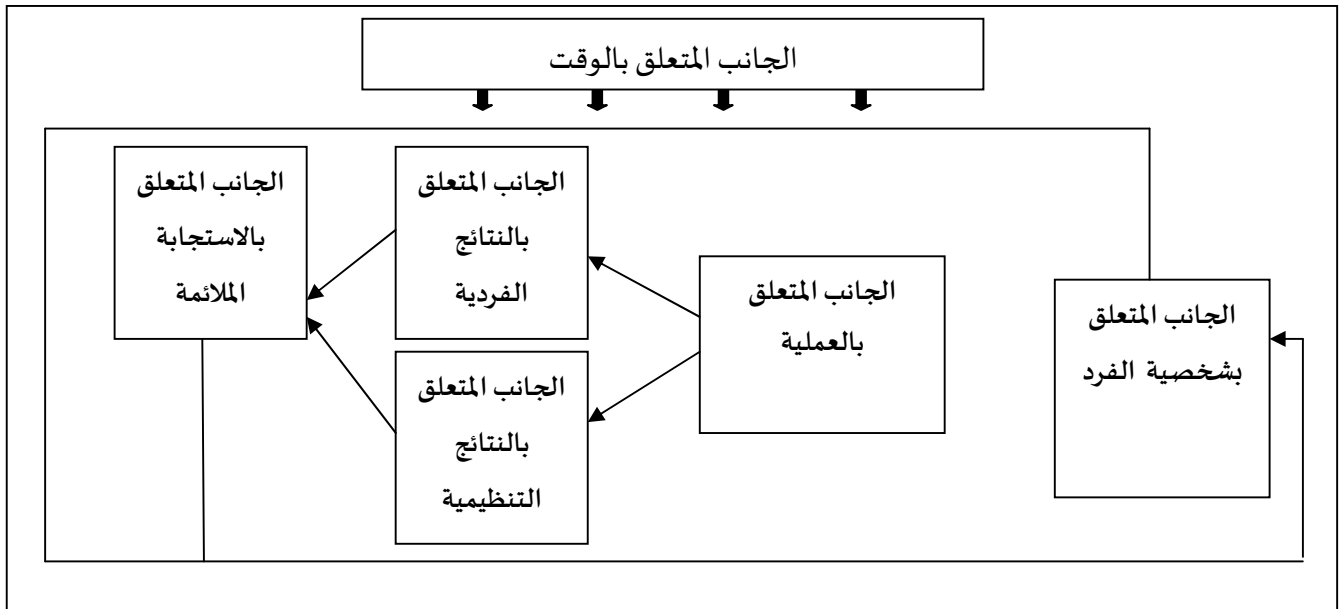 الجانب المتعلق بالوقت
الجانب المتعلق
بشخصية الفرد
الجانب المتعلق
بالعملية
الجانب المتعلق
بالنتائج
الفردية
الجانب المتعلق
بالنتائج
التنظيمية
الجانب المتعلق
بالاستجابة
الملائمة